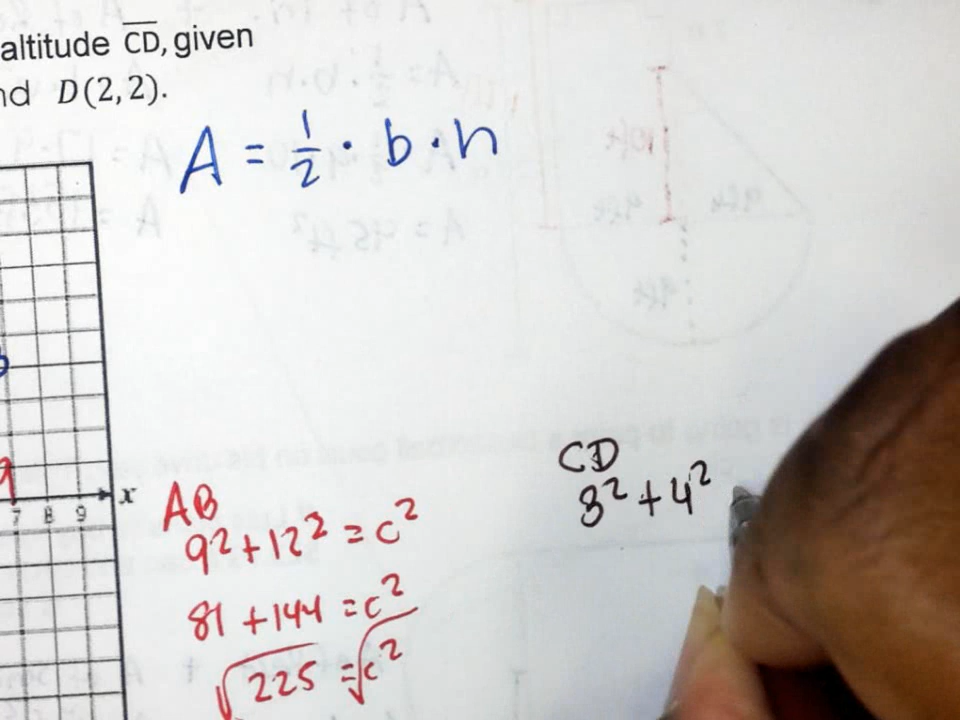 altitude CD, given
nd D(2,2).
A = 1/2 · b · h
x
7 8 9
AB
9² + 12² = c²
81 + 144 = c²
√225 = √c²
CD
8² + 4²